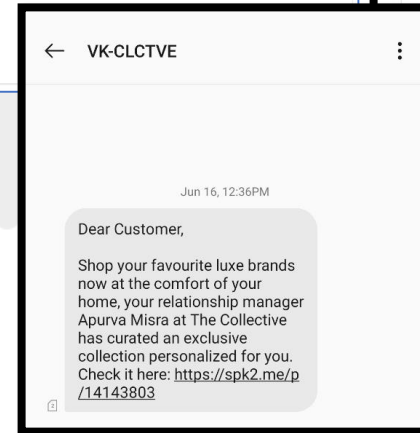 VK-CLCTVE
Jun 16, 12:36PM
Dear Customer,
Shop your favourite luxe brands
now at the comfort of your
home, your relationship manager
Apurva Misra at The Collective
has curated an exclusive
collection personalized for you.
Check it here: https://spk2.me/p
/14143803